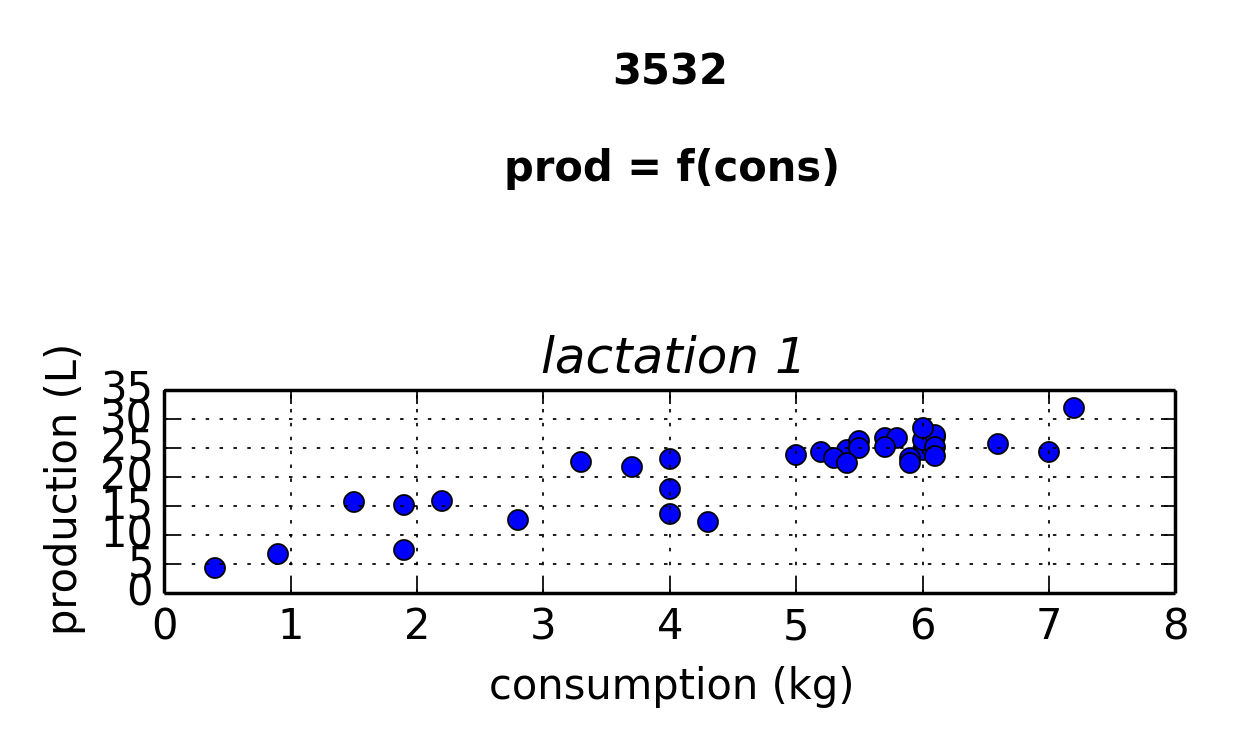 3532
prod = f(cons)
lactation 1
production (L)
35
30
25
20
15
10
5
0
0 1 2 3 4 5 6 7 8
consumption (kg)